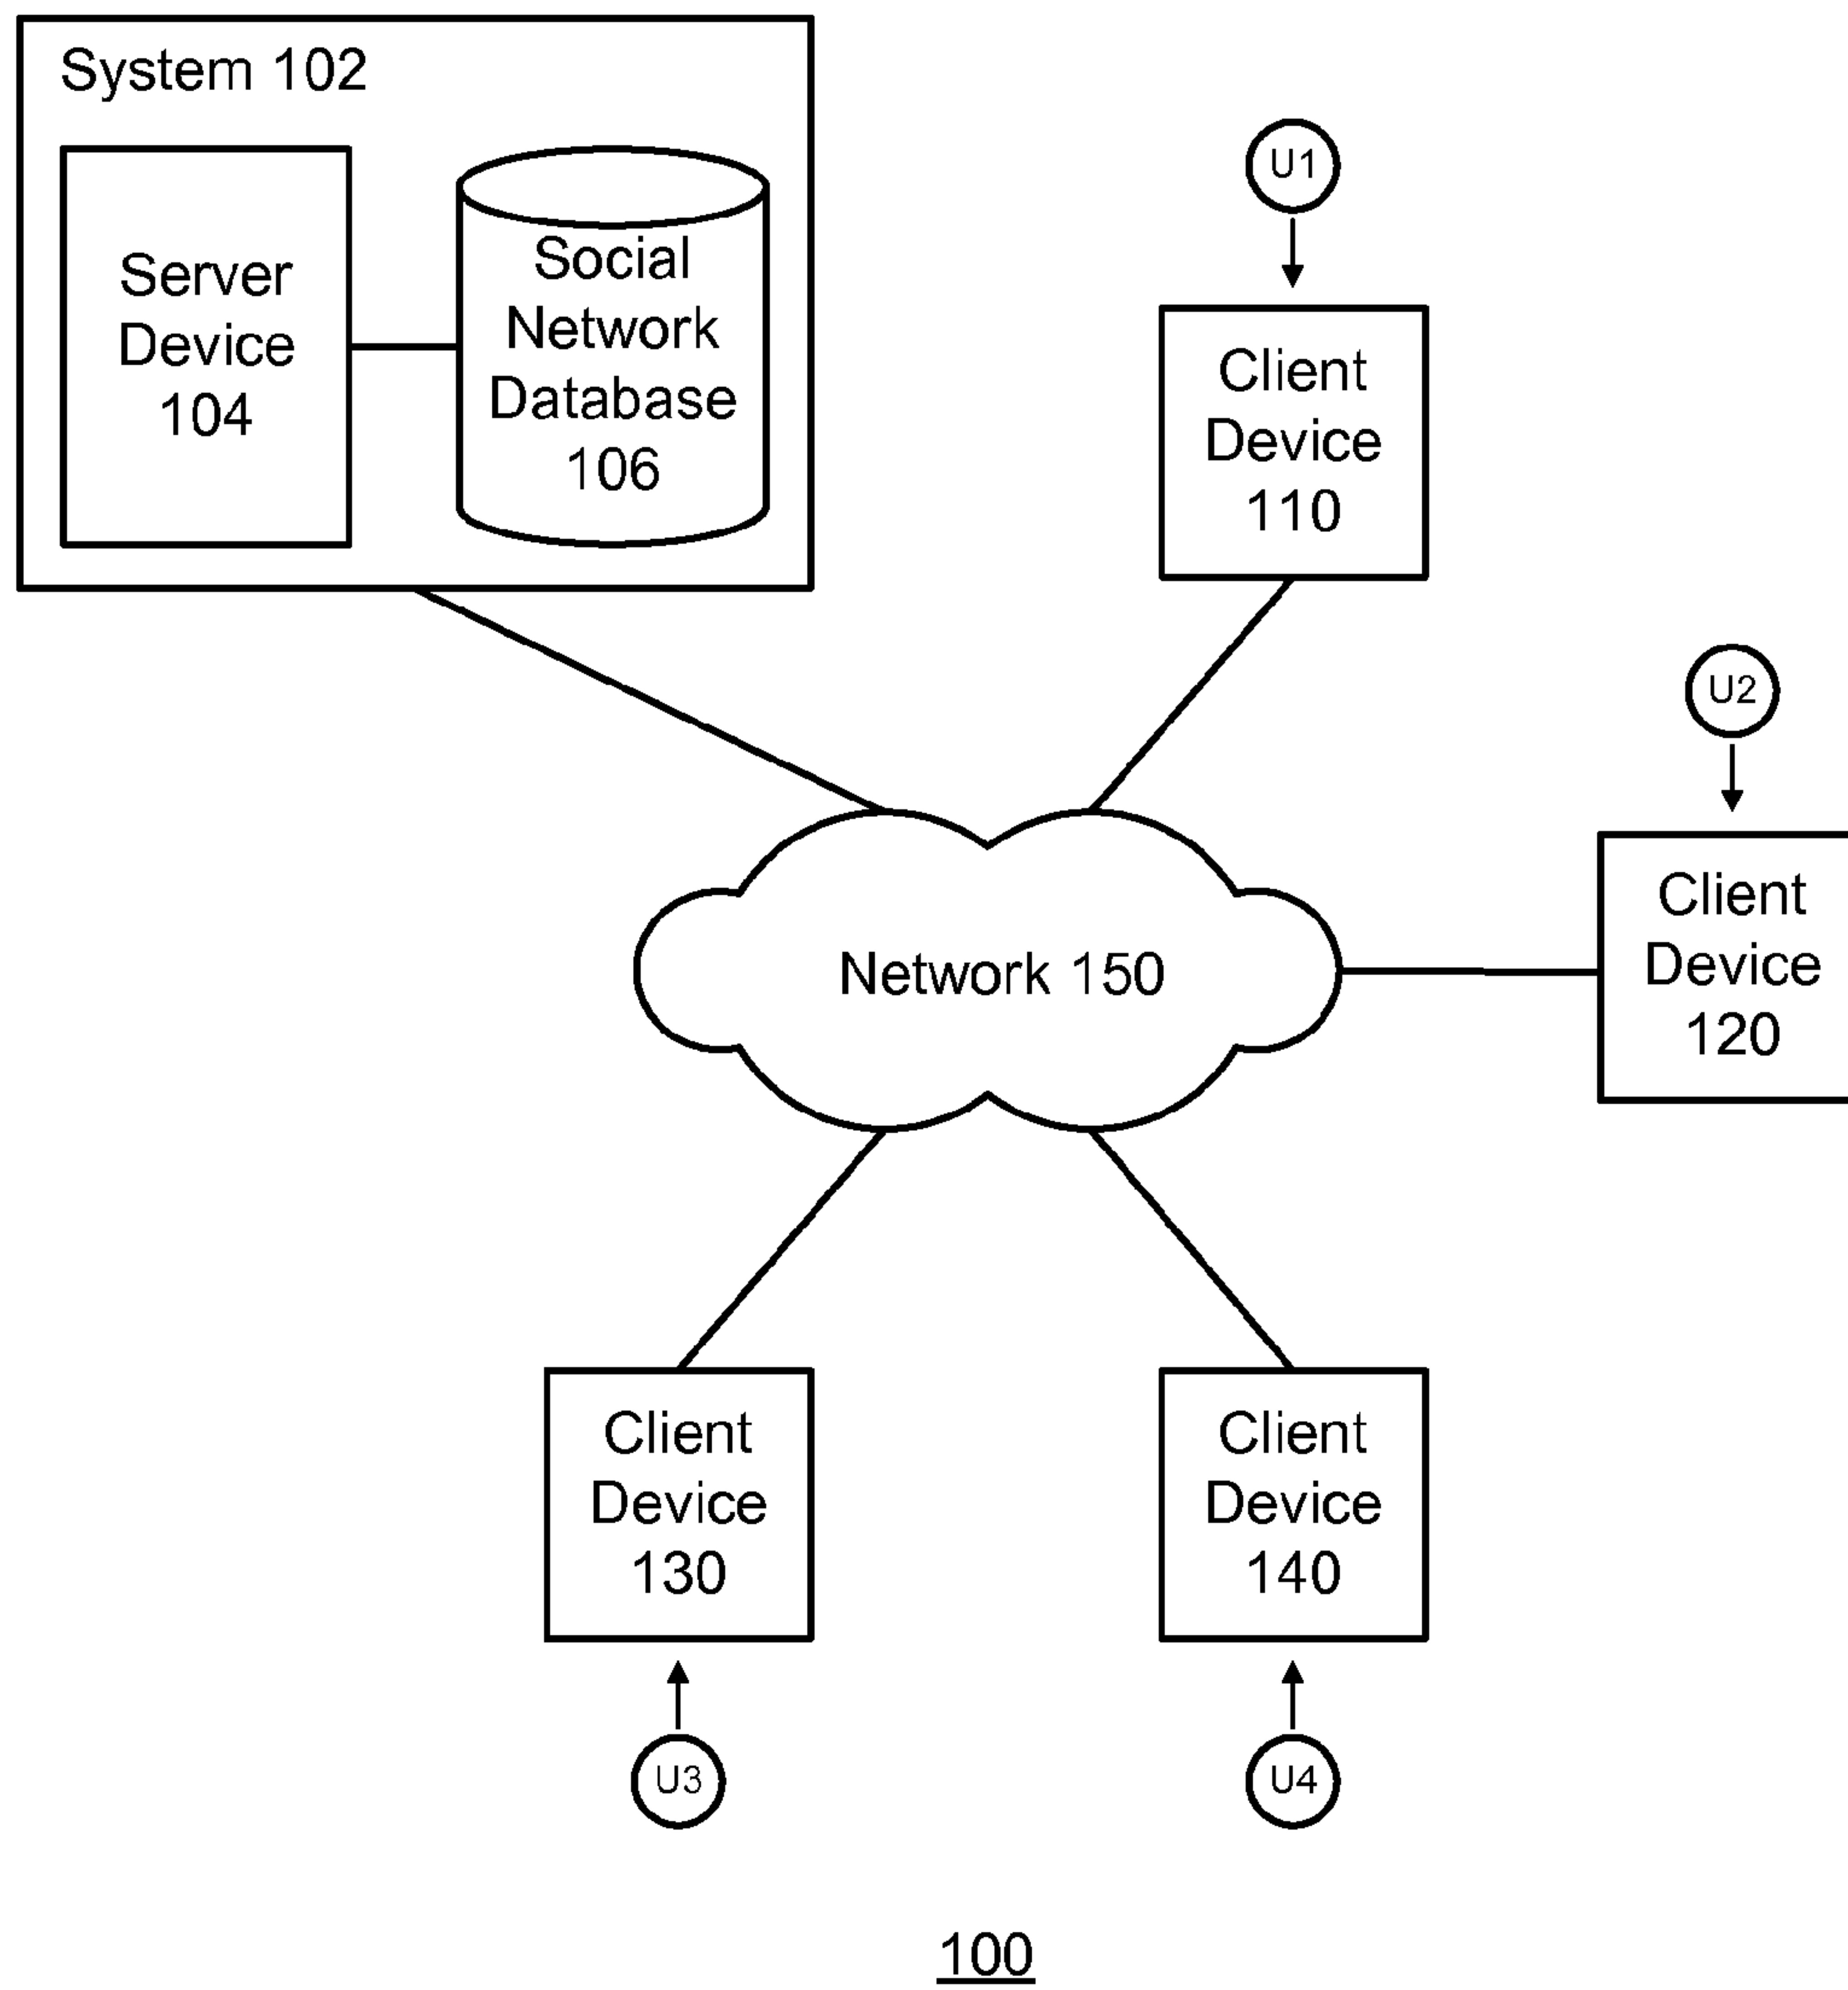 System 102
Server
Device
104
Social
Network
Database
106
U1
Client
Device
110
U2
Client
Device
120
Network 150
Client
Device
130
Client
Device
140
U3
U4
100